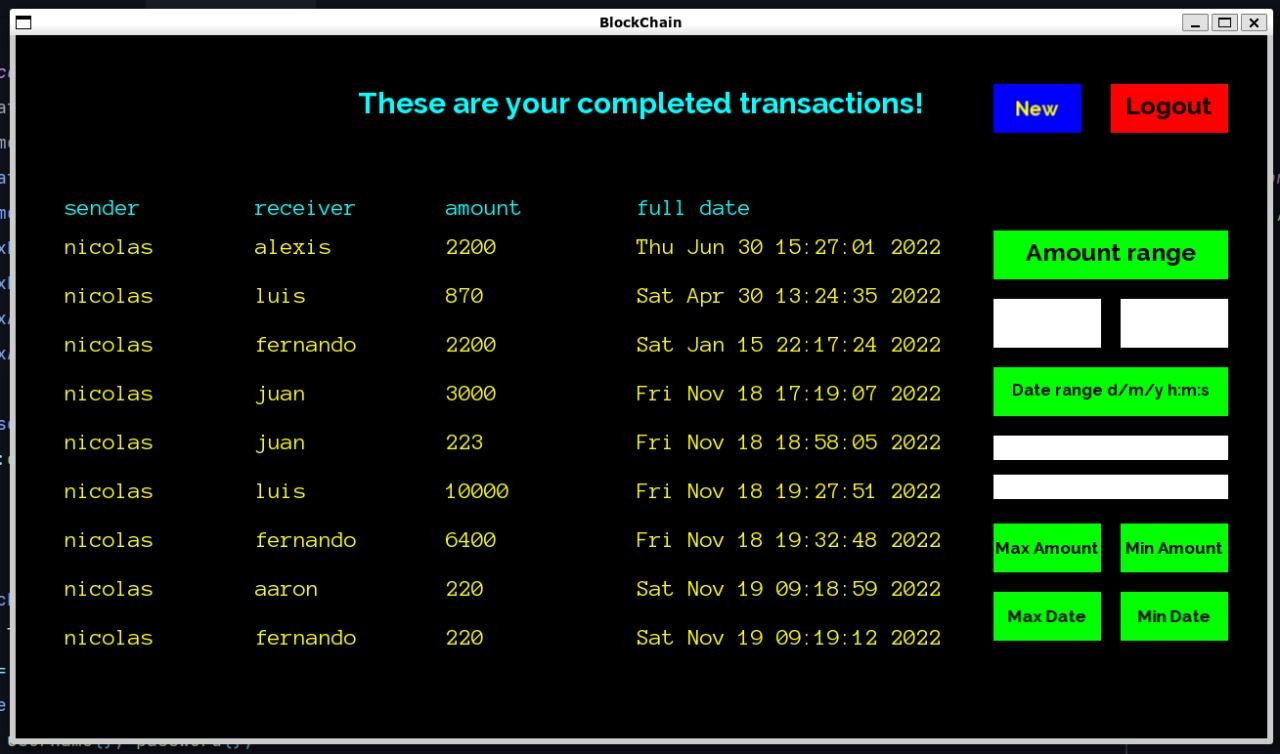 BlockChain
These are your completed transactions! New Logout
sender receiver amount full date
nicolas alexis 2200 Thu Jun 30 15:27:01 2022
Amount range
nicolas luis 870 Sat Apr 30 13:24:35 2022
nicolas fernando 2200 Sat Jan 15 22:17:24 2022
nicolas juan 3000 Fri Nov 18 17:19:07 2022
Date range d/m/y h:m:s
nicolas juan 223 Fri Nov 18 18:58:05 2022
nicolas luis 10000 Fri Nov 18 19:27:51 2022
nicolas fernando 6400 Fri Nov 18 19:32:48 2022
Max Amount Min Amount
nicolas aaron 220 Sat Nov 19 09:18:59 2022
Max Date Min Date
nicolas fernando 220 Sat Nov 19 09:19:12 2022